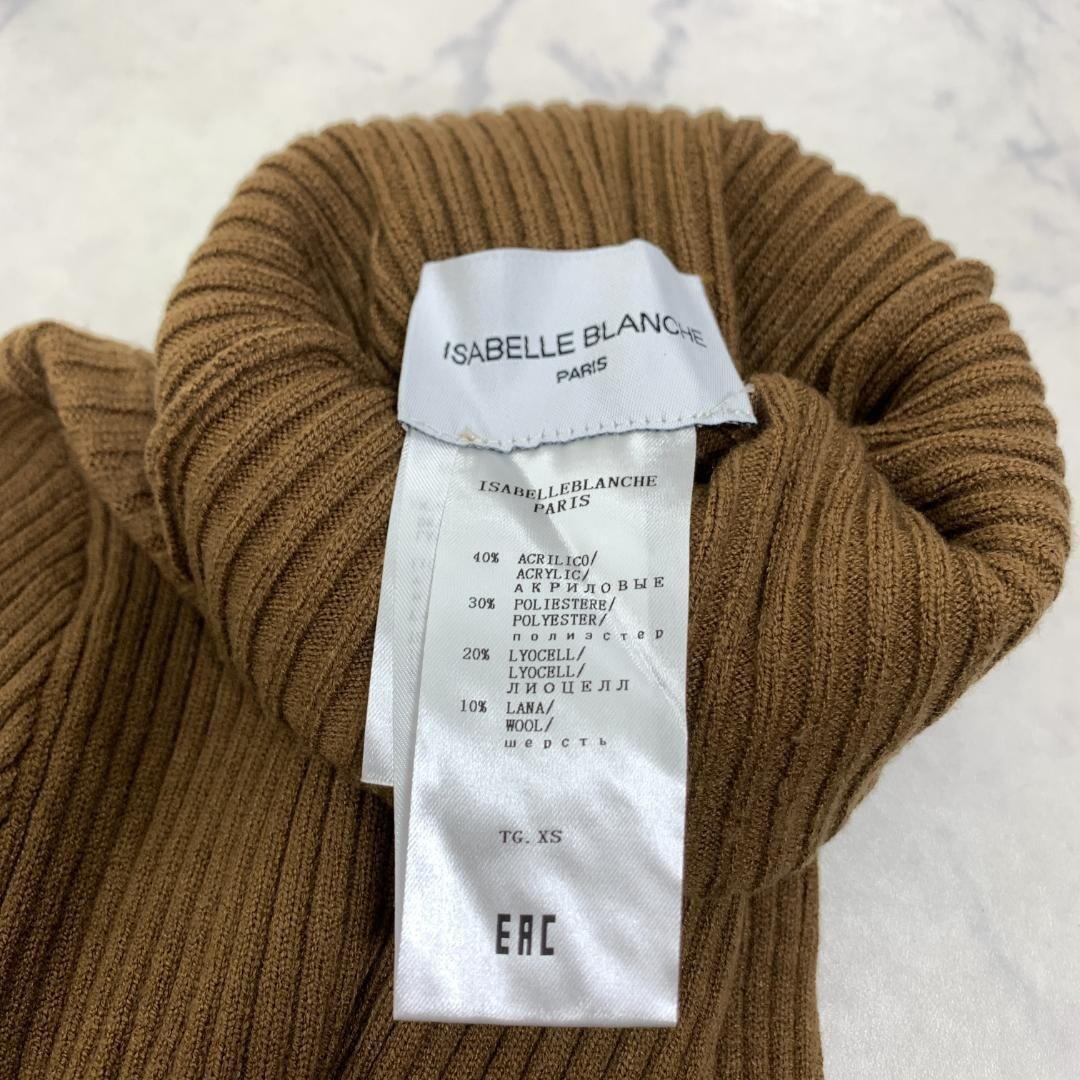 ISABELLE BLANCHE
PARIS
ISABELLEBLANCHE
PARIS
40% ACRILICO/
ACRYLIC/
АКРИЛОВЫЕ
30% POLIESTERE/
POLYESTER/
полиэстер
20% LYOCELL/
LYOCELL/
ЛИОЦЕЛЛ
10% LANA/
WOOL/
шерсть
TG. XS
EAC